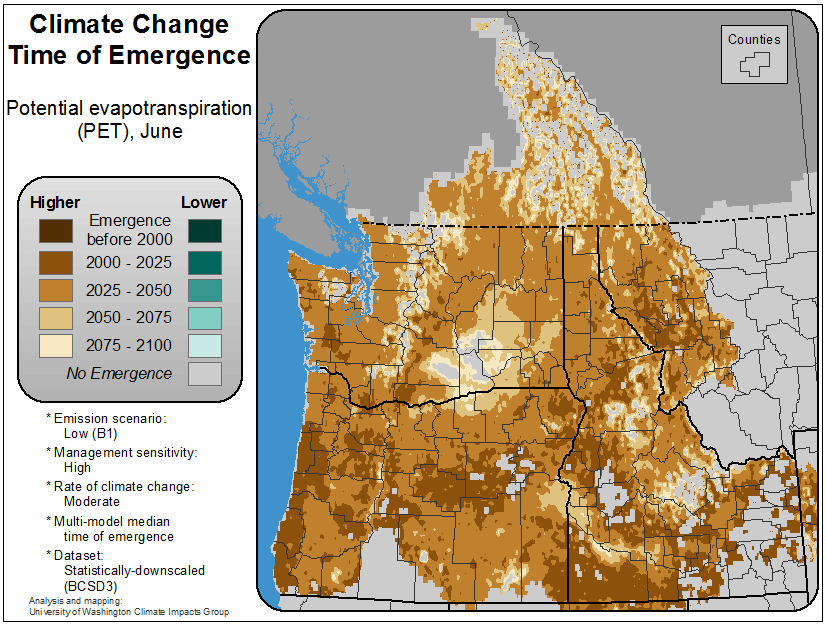 Climate Change
Time of Emergence
Potential evapotranspiration
(PET), June
Higher
Lower
Emergence
before 2000
2000 - 2025
2025 - 2050
2050 - 2075
2075 - 2100
No Emergence
* Emission scenario:
Low (B1)
* Management sensitivity:
High
* Rate of climate change:
Moderate
* Multi-model median
time of emergence
* Dataset:
Statistically-downscaled
(BCSD3)
Analysis and mapping:
University of Washington Climate Impacts Group
Counties